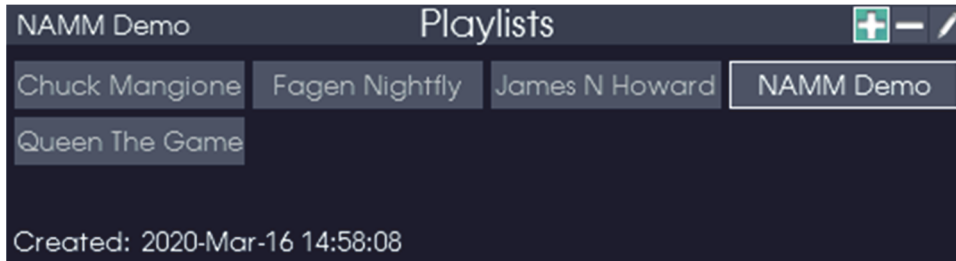 NAMM Demo Playlists
Chuck Mangione Fagen Nightfly James N Howard NAMM Demo
Queen The Game
Created: 2020-Mar-16 14:58:08